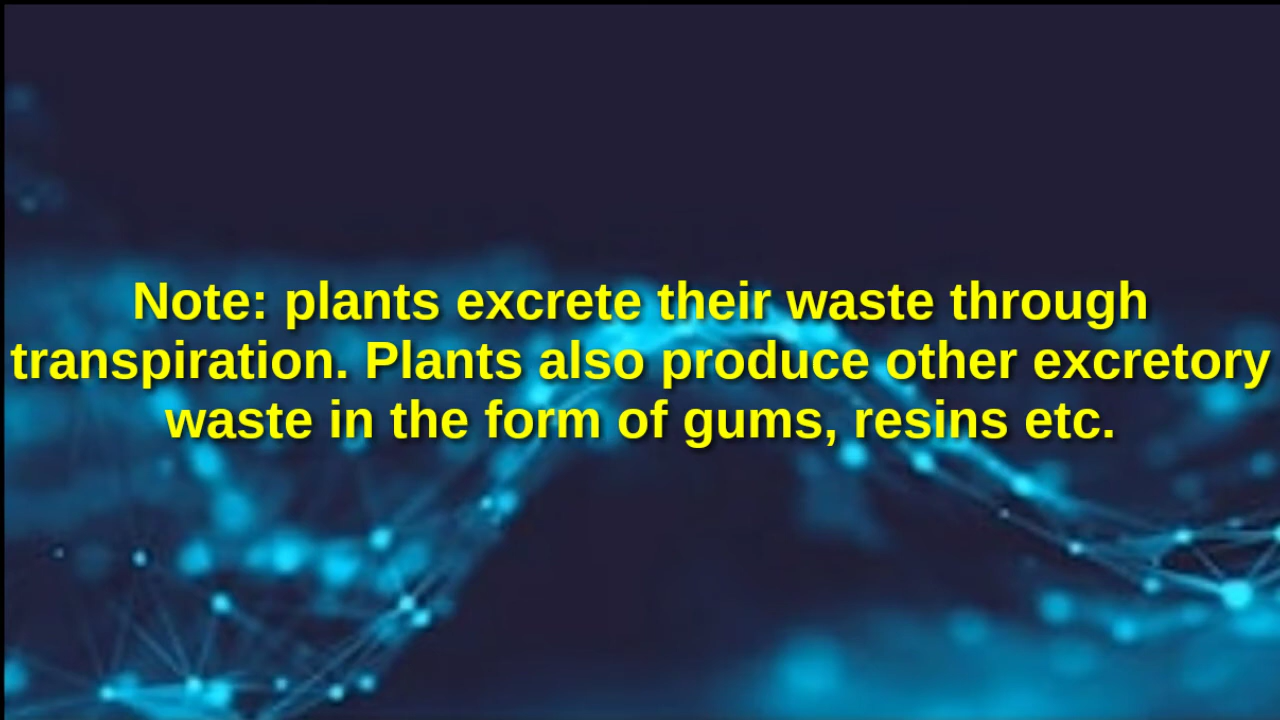 Note: plants excrete their waste through
transpiration. Plants also produce other excretory
waste in the form of gums, resins etc.